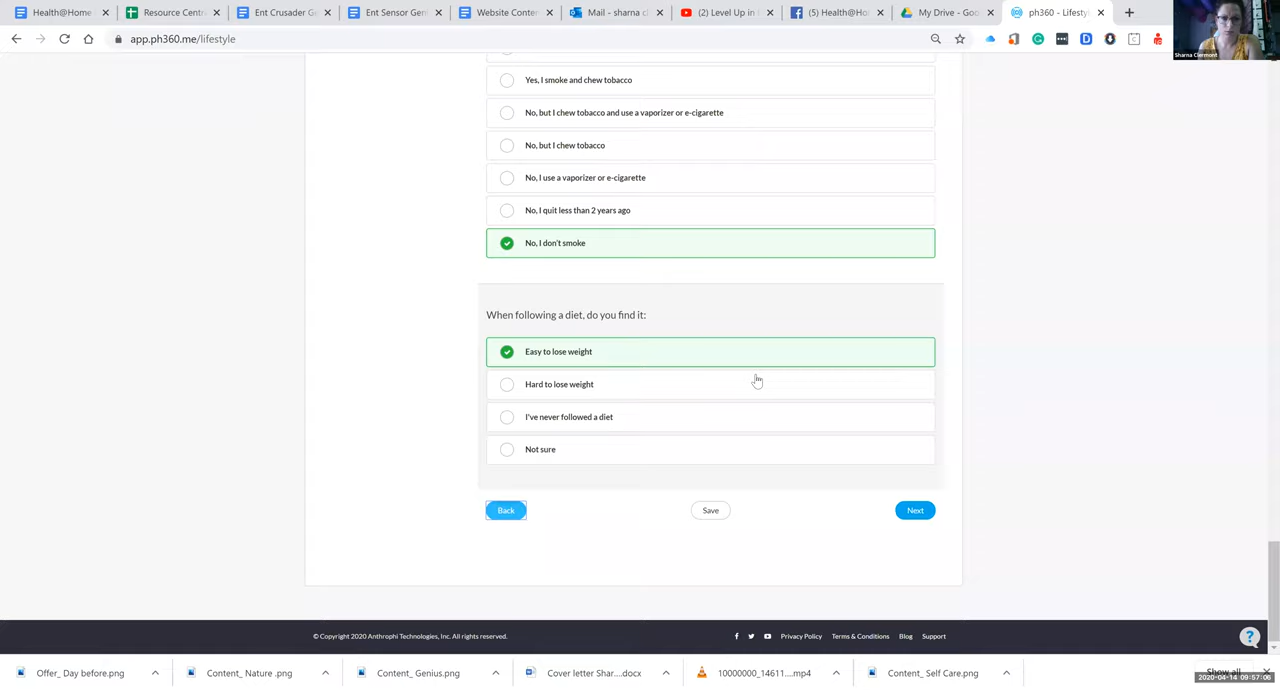 Health@Home
Resource Centr
Ent Crusader Ge
Ent Sensor Gen
Website Conten
Mail - sharna cl
(2) Level Up in
(5) Health@Ho
My Drive - Goo
ph360 - Lifesty
app.ph360.me/lifestyle
Sharna Clermont
Yes, I smoke and chew tobacco
No, but I chew tobacco and use a vaporizer or e-cigarette
No, but I chew tobacco
No, I use a vaporizer or e-cigarette
No, I quit less than 2 years ago
No, I don't smoke
When following a diet, do you find it:
Easy to lose weight
Hard to lose weight
I've never followed a diet
Not sure
Back
Save
Next
© Copyright 2020 Anthrophi Technologies, Inc. All rights reserved.
Privacy Policy
Terms & Conditions
Blog
Support
Offer_ Day before.png
Content_ Nature .png
Content_ Genius.png
Cover letter Shar....docx
10000000_14611....mp4
Content_ Self Care.png
Show all
2020-04-14 09:57:06